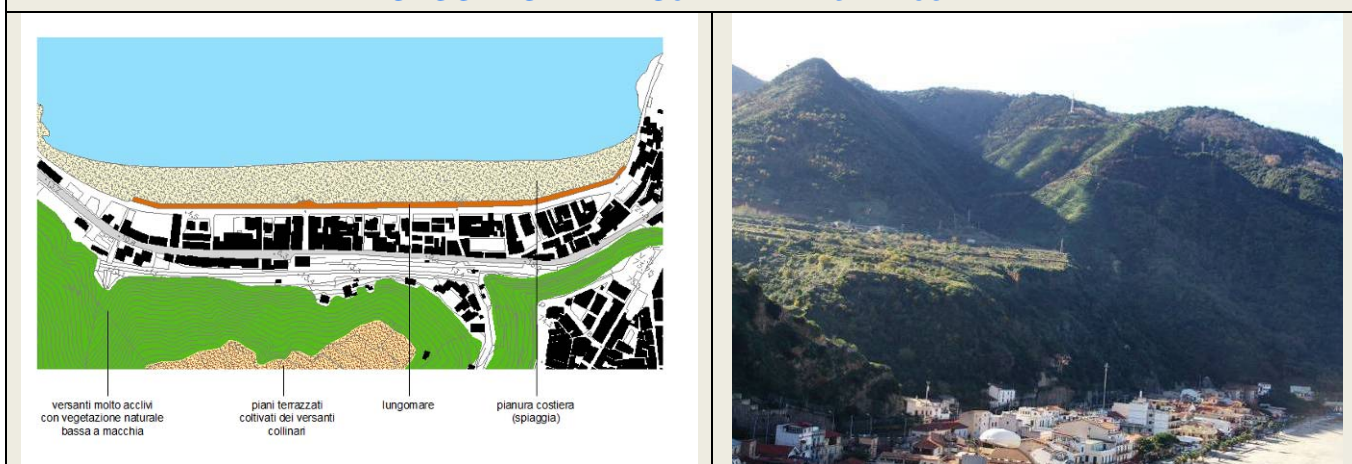 versanti molto acclivi
con vegetazione naturale
bassa a macchia
piani terrazzati
coltivati dei versanti
collinari
lungomare
pianura costiera
(spiaggia)